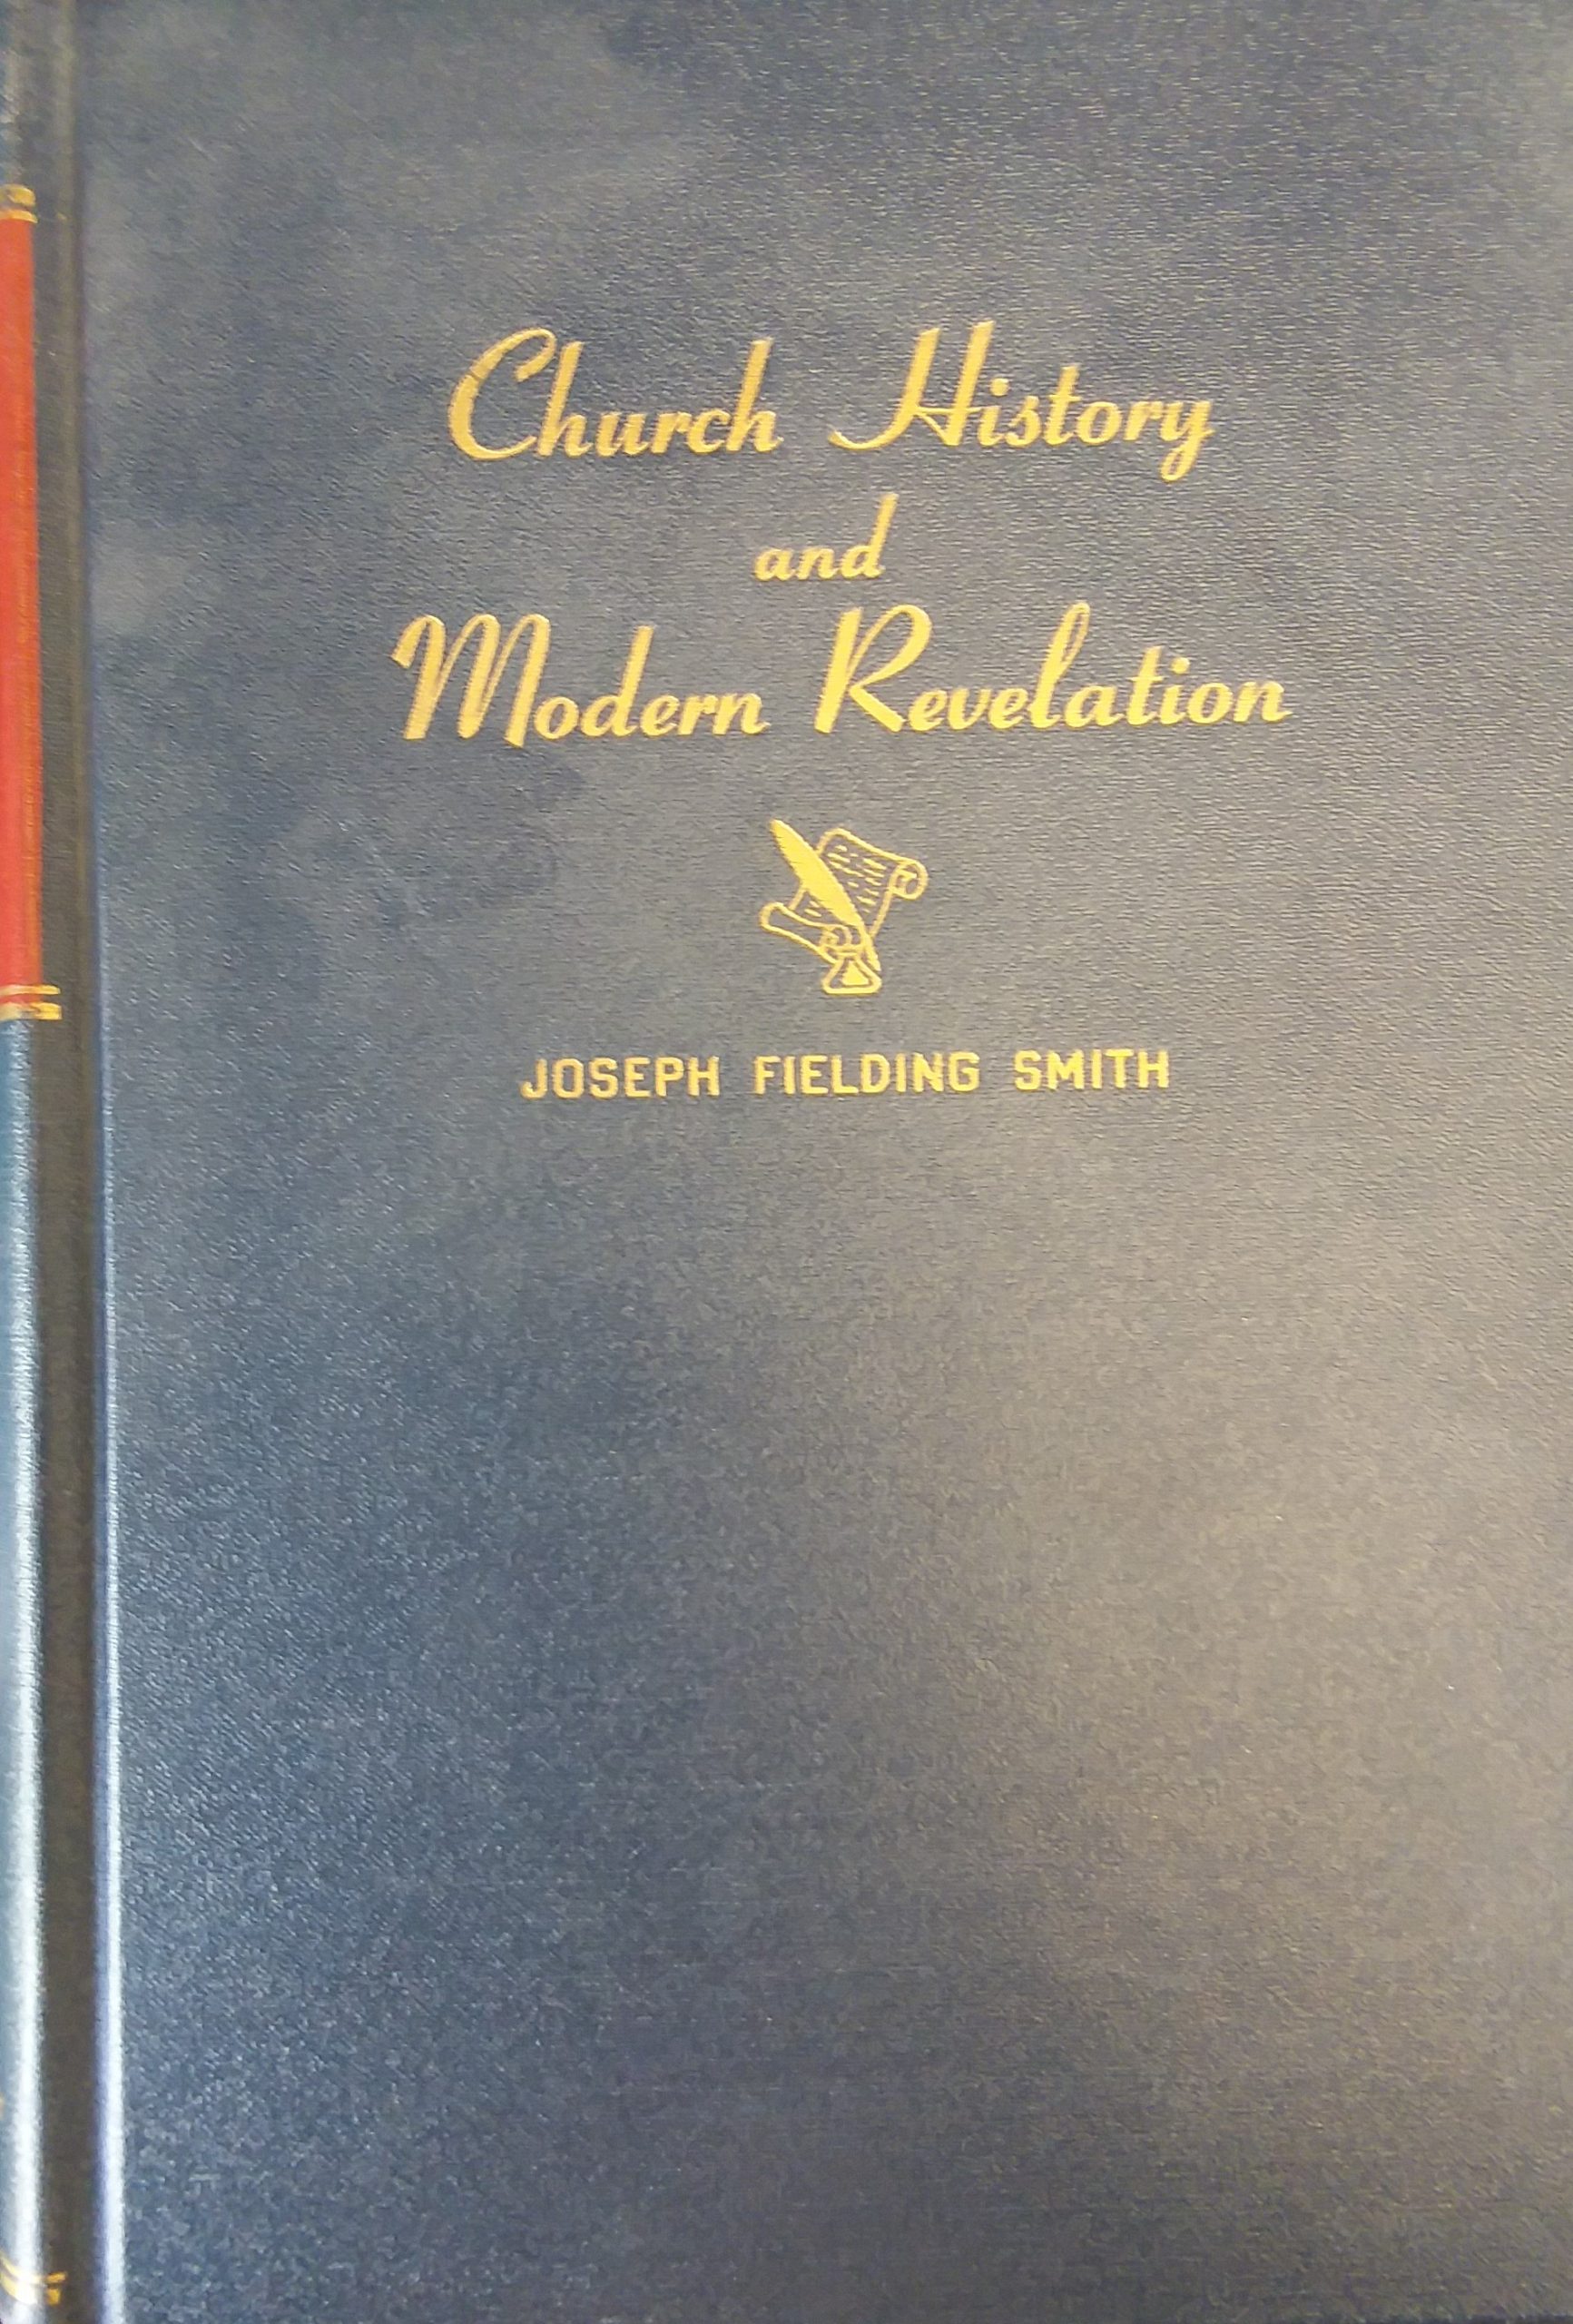 Church History
and
Modern Revelation
JOSEPH FIELDING SMITH